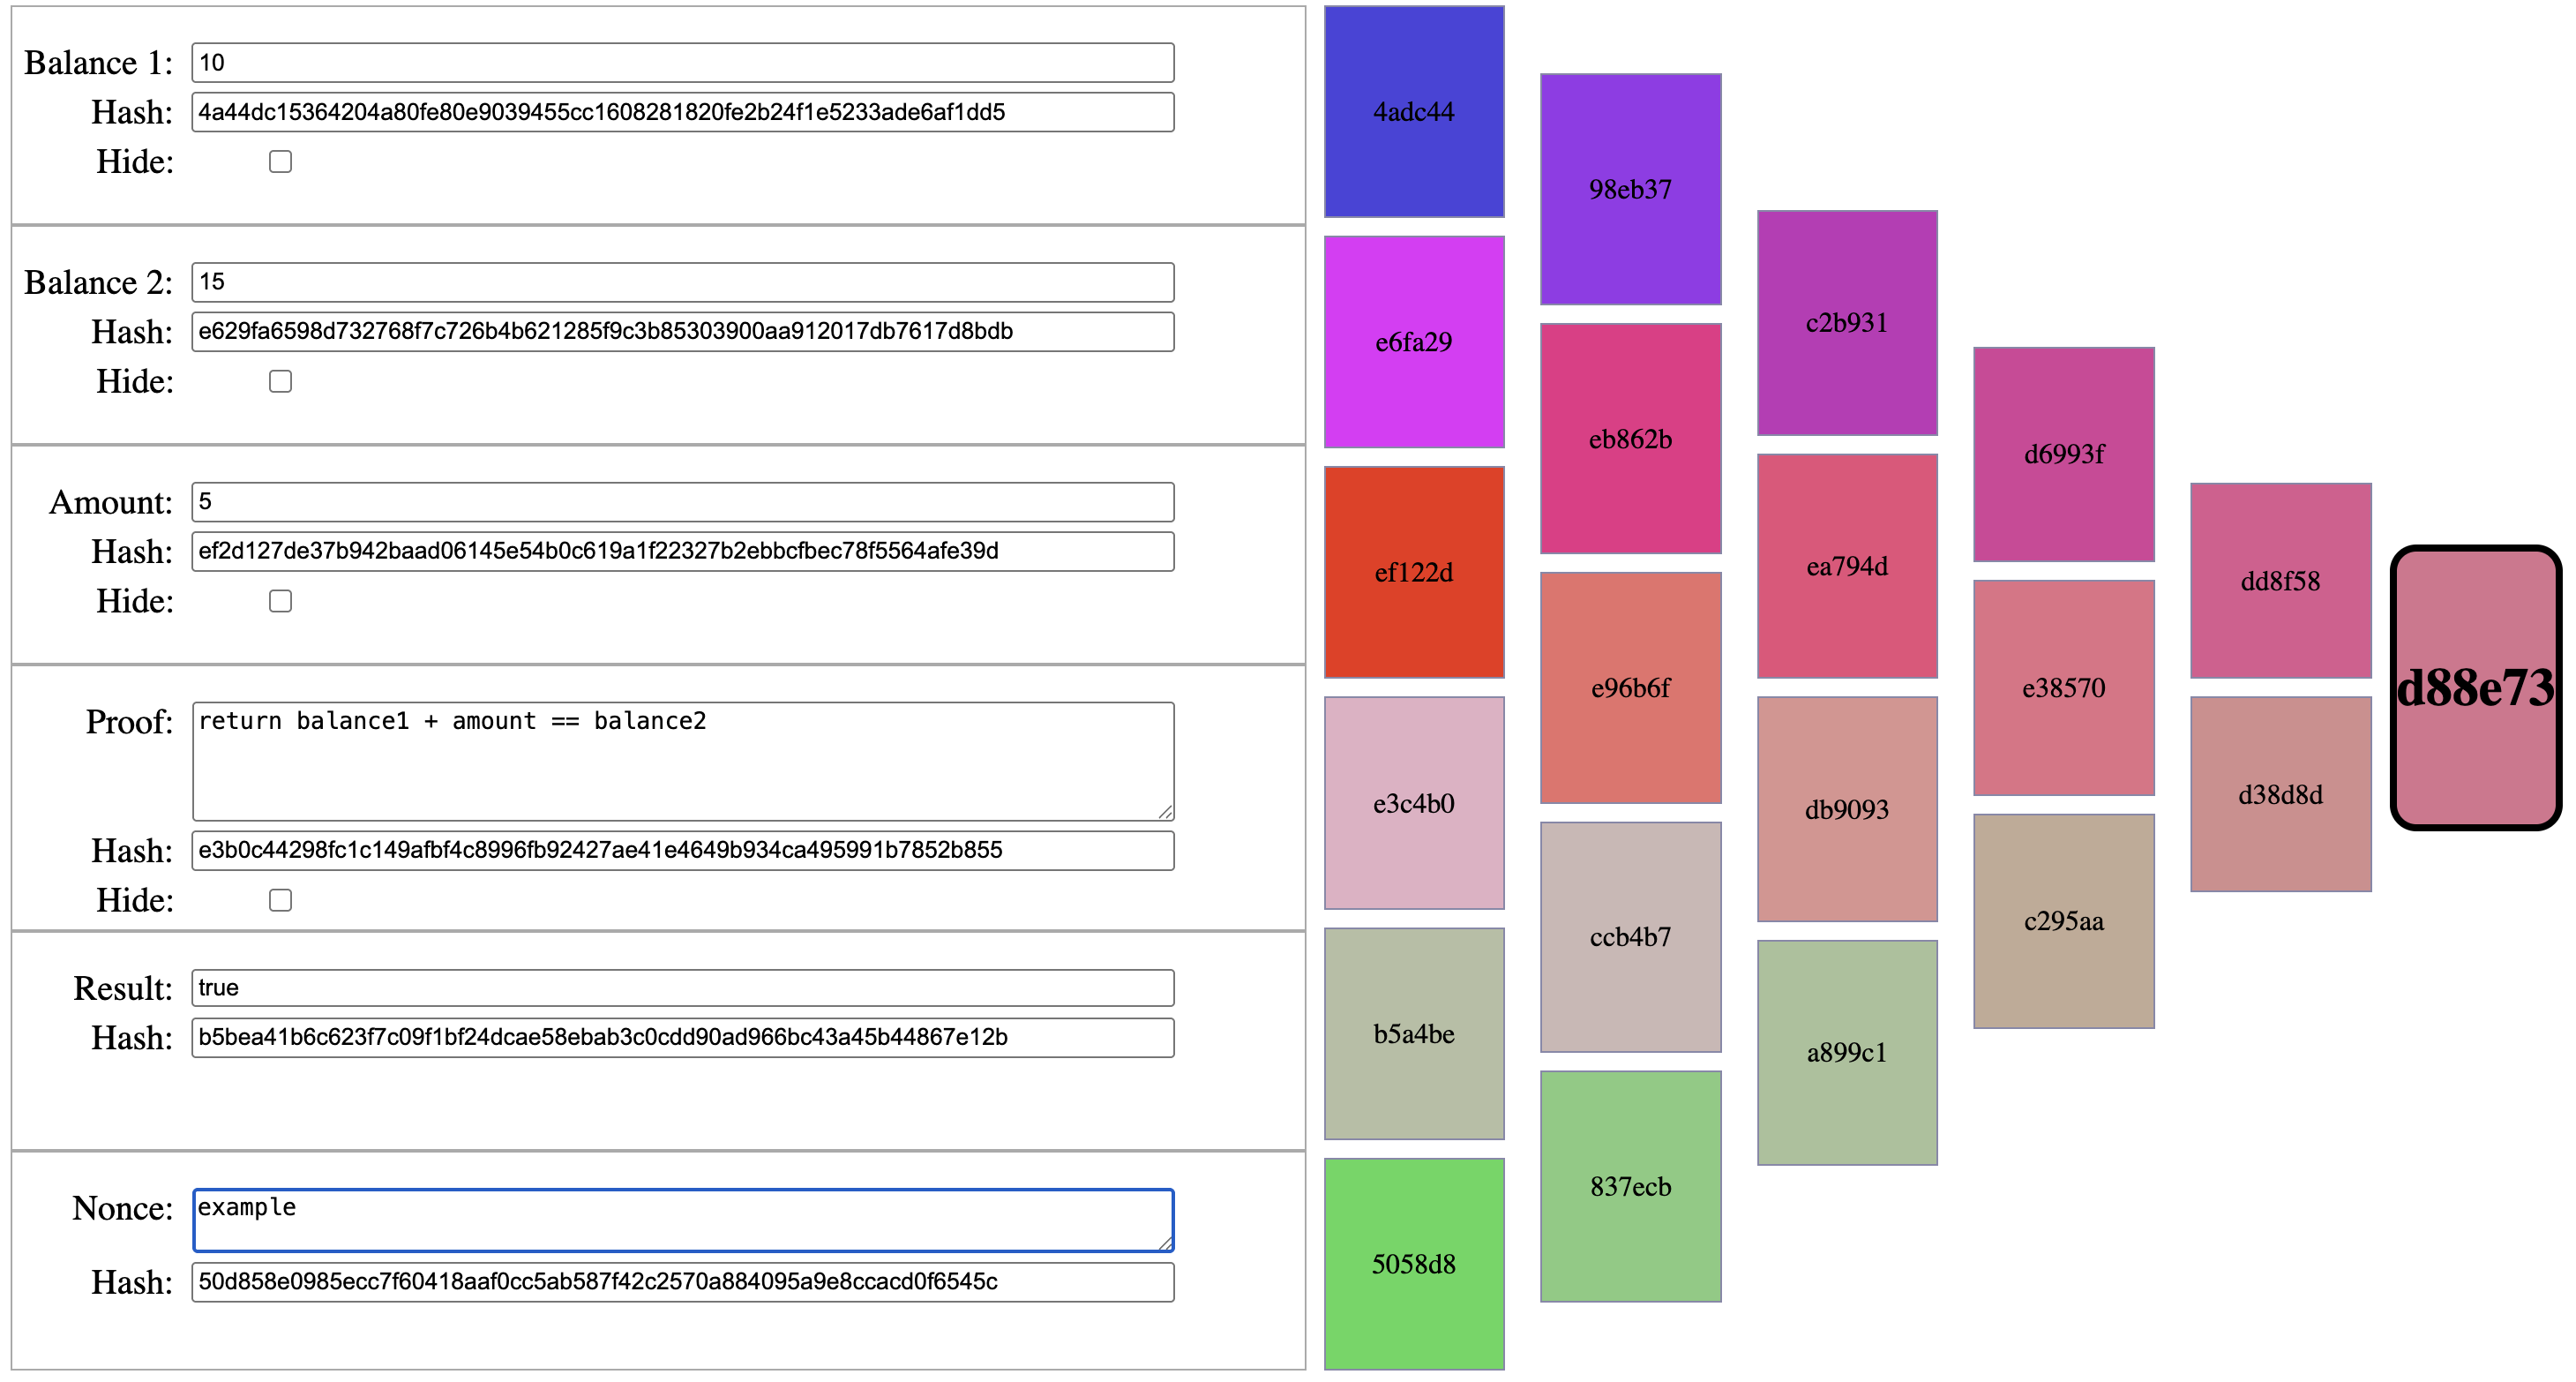 Balance 1: 10
Hash: 4a44dc15364204a80fe80e9039455cc1608281820fe2b24f1e5233ade6af1dd5
Hide:
Balance 2: 15
Hash: e629fa6598d732768f7c726b4b621285f9c3b85303900aa912017db7617d8bdb
Hide:
Amount: 5
Hash: ef2d127de37b942baad06145e54b0c619a1f22327b2ebbcfbec78f5564afe39d
Hide:
Proof: return balance1 + amount == balance2
Hash: e3b0c44298fc1c149afbf4c8996fb92427ae41e4649b934ca495991b7852b855
Hide:
Result: true
Hash: b5bea41b6c623f7c09f1bf24dcae58ebab3c0cdd90ad966bc43a45b44867e12b
Nonce: example
Hash: 50d858e0985ecc7f60418aaf0cc5ab587f42c2570a884095a9e8ccacd0f6545c
4adc44
e6fa29
ef122d
e3c4b0
b5a4be
5058d8
98eb37
eb862b
e96b6f
ccb4b7
837ecb
c2b931
ea794d
db9093
a899c1
d6993f
e38570
c295aa
dd8f58
d38d8d
d88e73